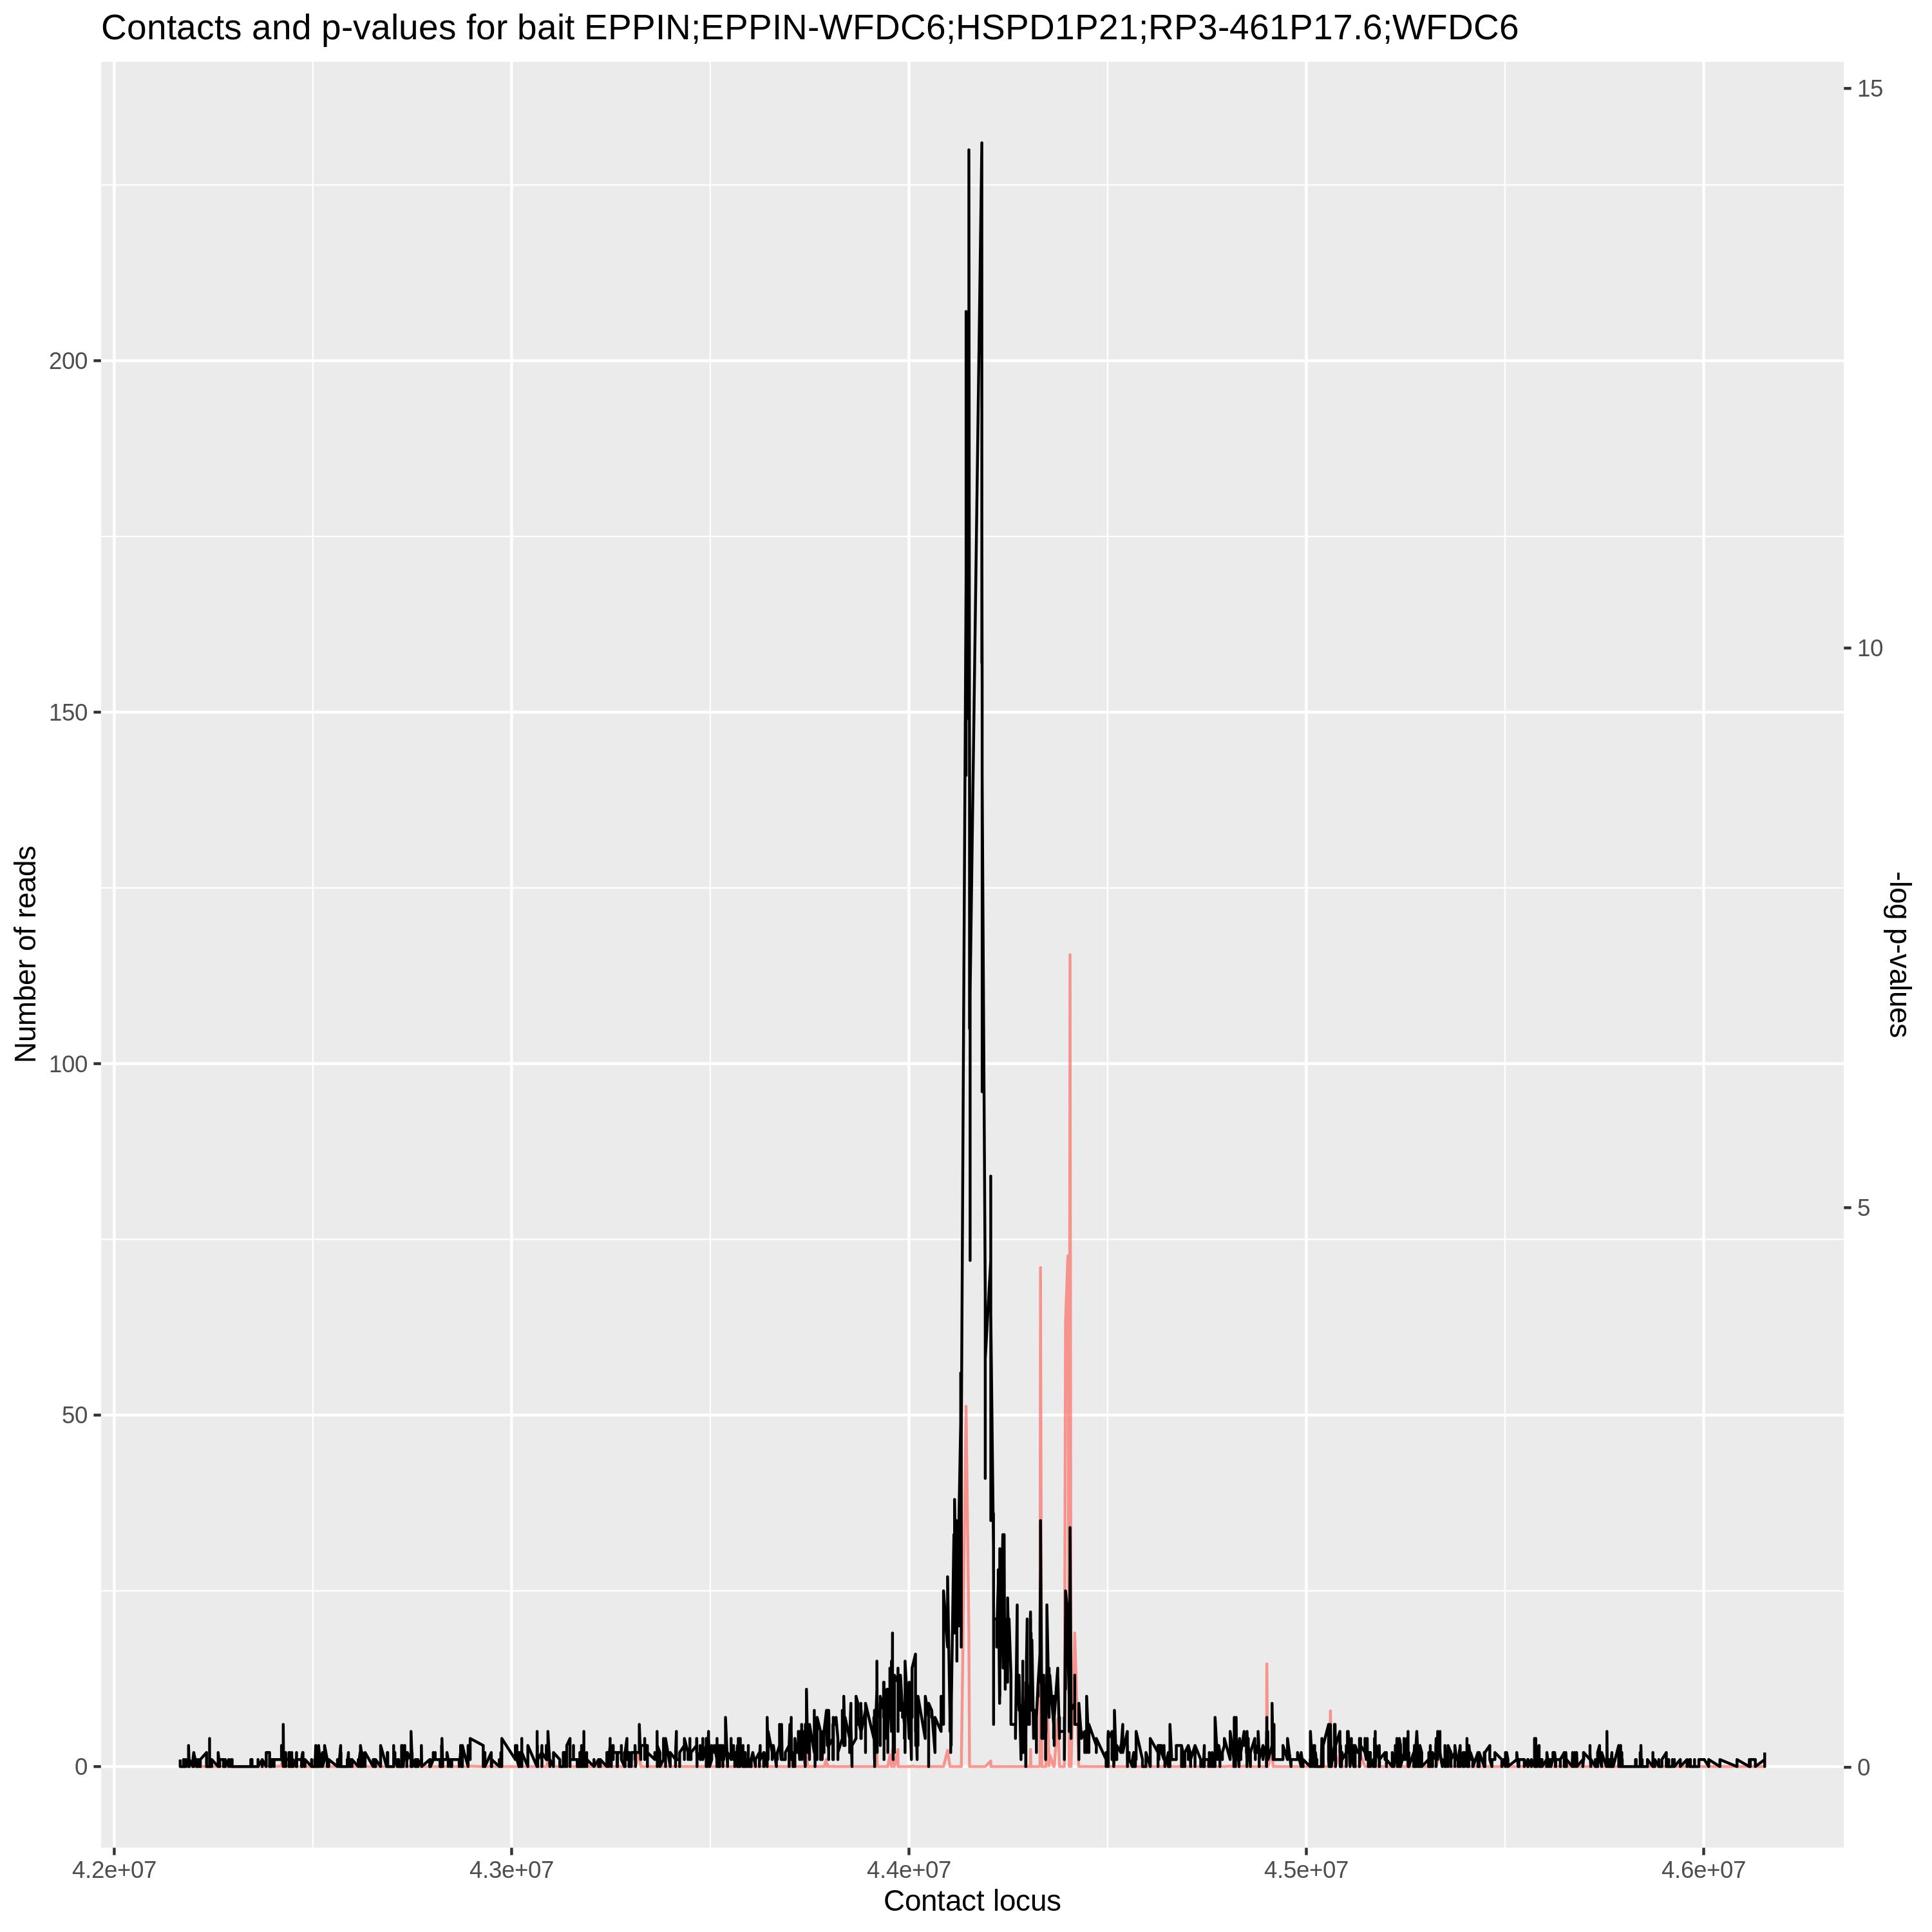 Contacts and p-values for bait EPPIN;EPPIN-WFDC6;HSPD1P21;RP3-461P17.6;WFDC6
15
200
10
150
Number of reads
-log p-values
100
5
50
0
0
4.2e+07
4.3e+07
4.4e+07
4.5e+07
4.6e+07
Contact locus